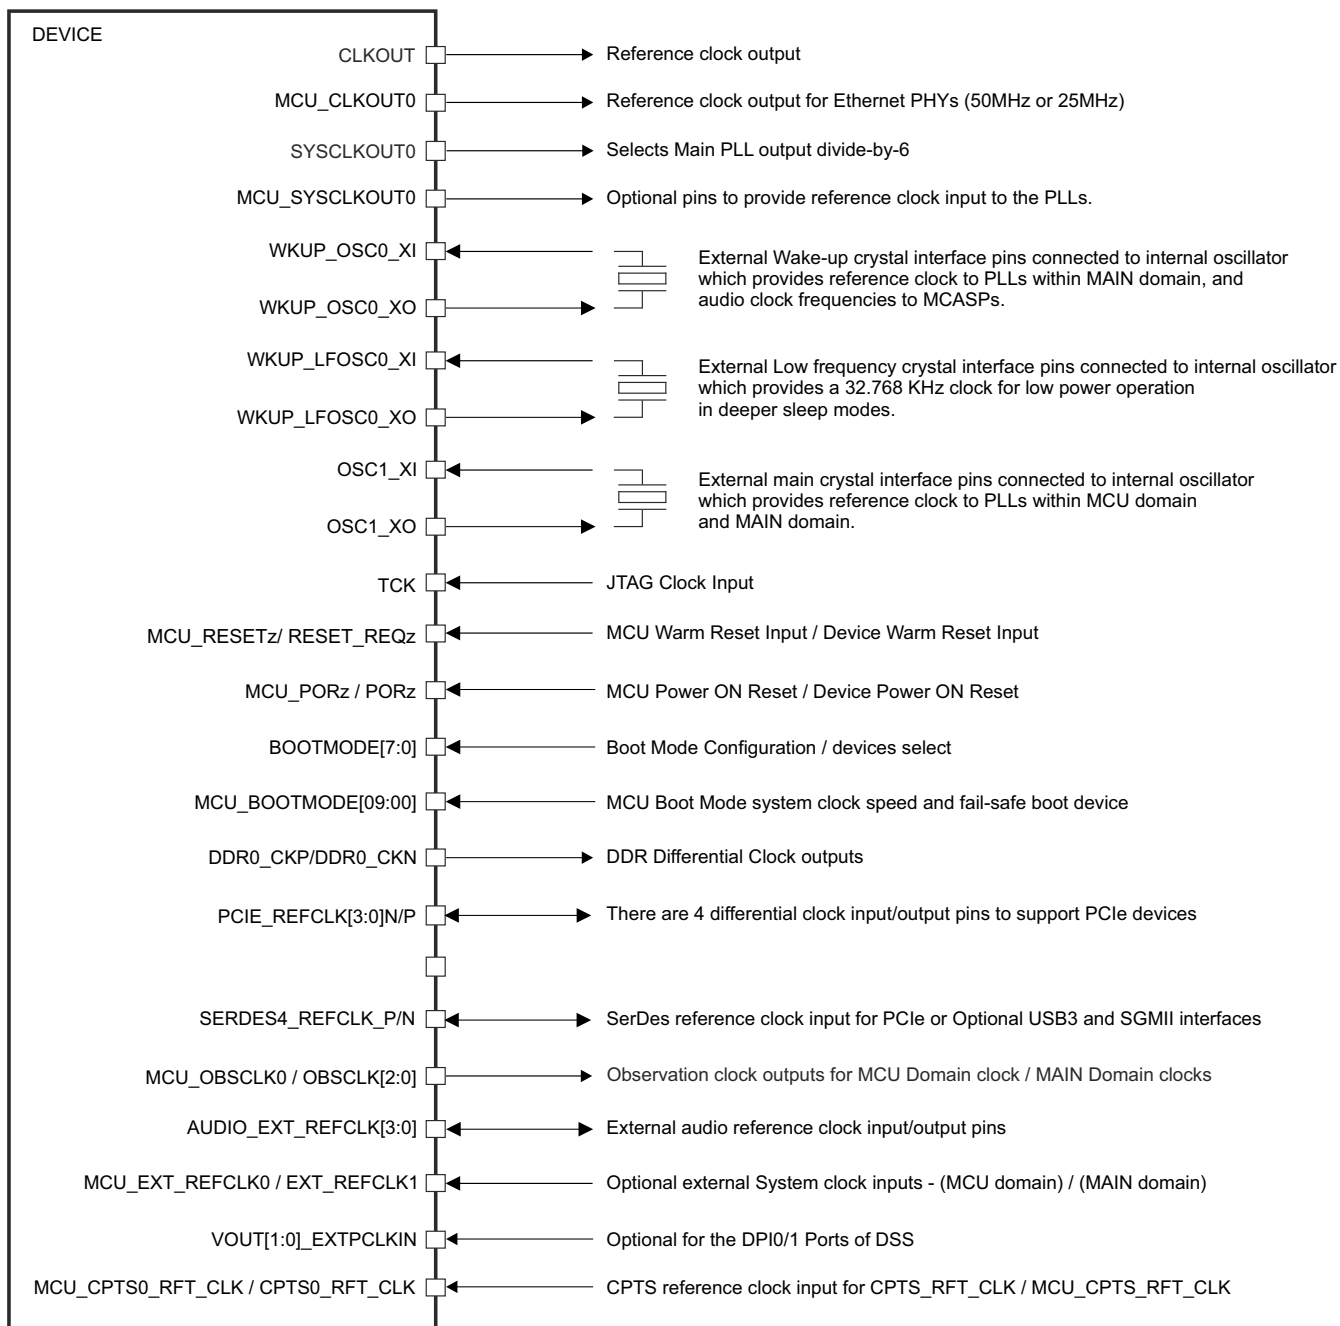 DEVICE
CLKOUT Reference clock output
MCU_CLKOUT0 Reference clock output for Ethernet PHYs (50MHz or 25MHz)
SYSCLKOUT0 Selects Main PLL output divide-by-6
MCU_SYSCLKOUT0 Optional pins to provide reference clock input to the PLLs.
WKUP_OSC0_XI
External Wake-up crystal interface pins connected to internal oscillator
which provides reference clock to PLLs within MAIN domain, and
audio clock frequencies to MCASPs.
WKUP_OSC0_XO
WKUP_LFOSC0_XI
External Low frequency crystal interface pins connected to internal oscillator
which provides a 32.768 KHz clock for low power operation
in deeper sleep modes.
WKUP_LFOSC0_XO
OSC1_XI
External main crystal interface pins connected to internal oscillator
which provides reference clock to PLLs within MCU domain
and MAIN domain.
OSC1_XO
TCK JTAG Clock Input
MCU_RESETz/ RESET_REQz MCU Warm Reset Input / Device Warm Reset Input
MCU_PORz / PORz MCU Power ON Reset / Device Power ON Reset
BOOTMODE[7:0] Boot Mode Configuration / devices select
MCU_BOOTMODE[09:00] MCU Boot Mode system clock speed and fail-safe boot device
DDR0_CKP/DDR0_CKN DDR Differential Clock outputs
PCIE_REFCLK[3:0]N/P There are 4 differential clock input/output pins to support PCIe devices
SERDES4_REFCLK_P/N SerDes reference clock input for PCIe or Optional USB3 and SGMII interfaces
MCU_OBSCLK0 / OBSCLK[2:0] Observation clock outputs for MCU Domain clock / MAIN Domain clocks
AUDIO_EXT_REFCLK[3:0] External audio reference clock input/output pins
MCU_EXT_REFCLK0 / EXT_REFCLK1 Optional external System clock inputs - (MCU domain) / (MAIN domain)
VOUT[1:0]_EXTPCLKIN Optional for the DPI0/1 Ports of DSS
MCU_CPTS0_RFT_CLK / CPTS0_RFT_CLK CPTS reference clock input for CPTS_RFT_CLK / MCU_CPTS_RFT_CLK